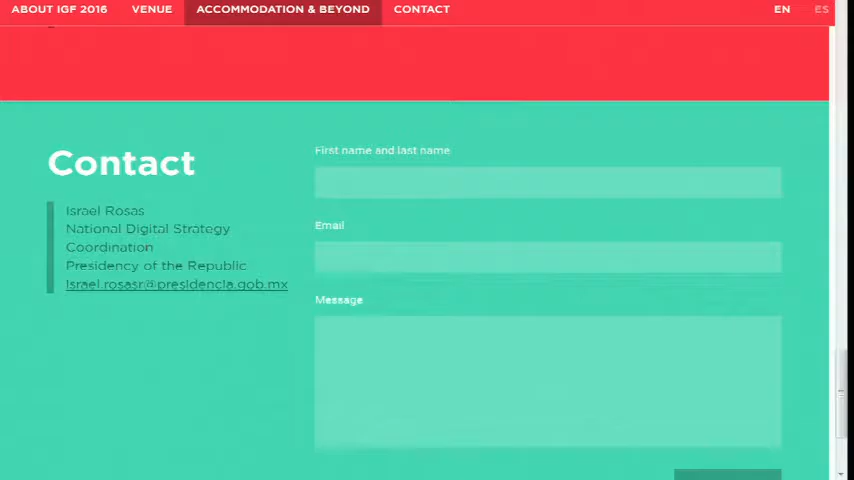 ABOUT IGF 2016 VENUE ACCOMMODATION & BEYOND CONTACT EN ES
Contact
Israel Rosas
National Digital Strategy
Coordination
Presidency of the Republic
Israel.rosasr@presidencia.gob.mx
First name and last name
Email
Message